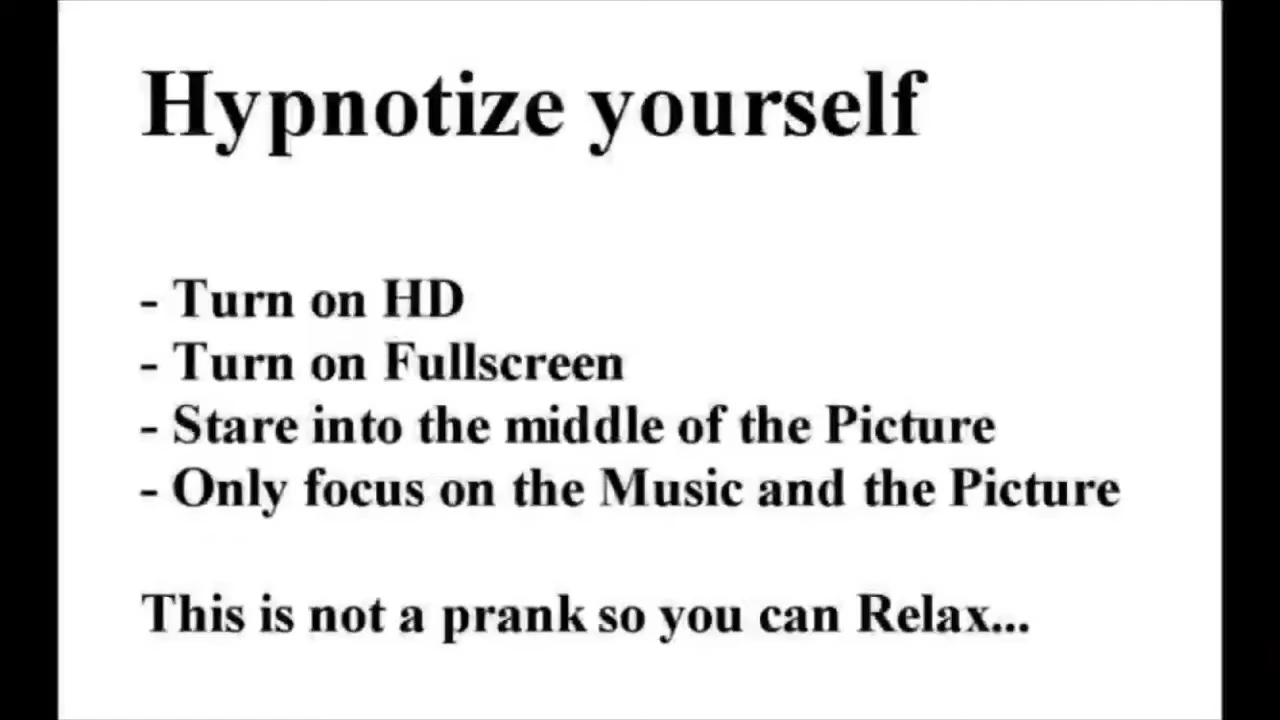 Hypnotize yourself
- Turn on HD
- Turn on Fullscreen
- Stare into the middle of the Picture
- Only focus on the Music and the Picture
This is not a prank so you can Relax...